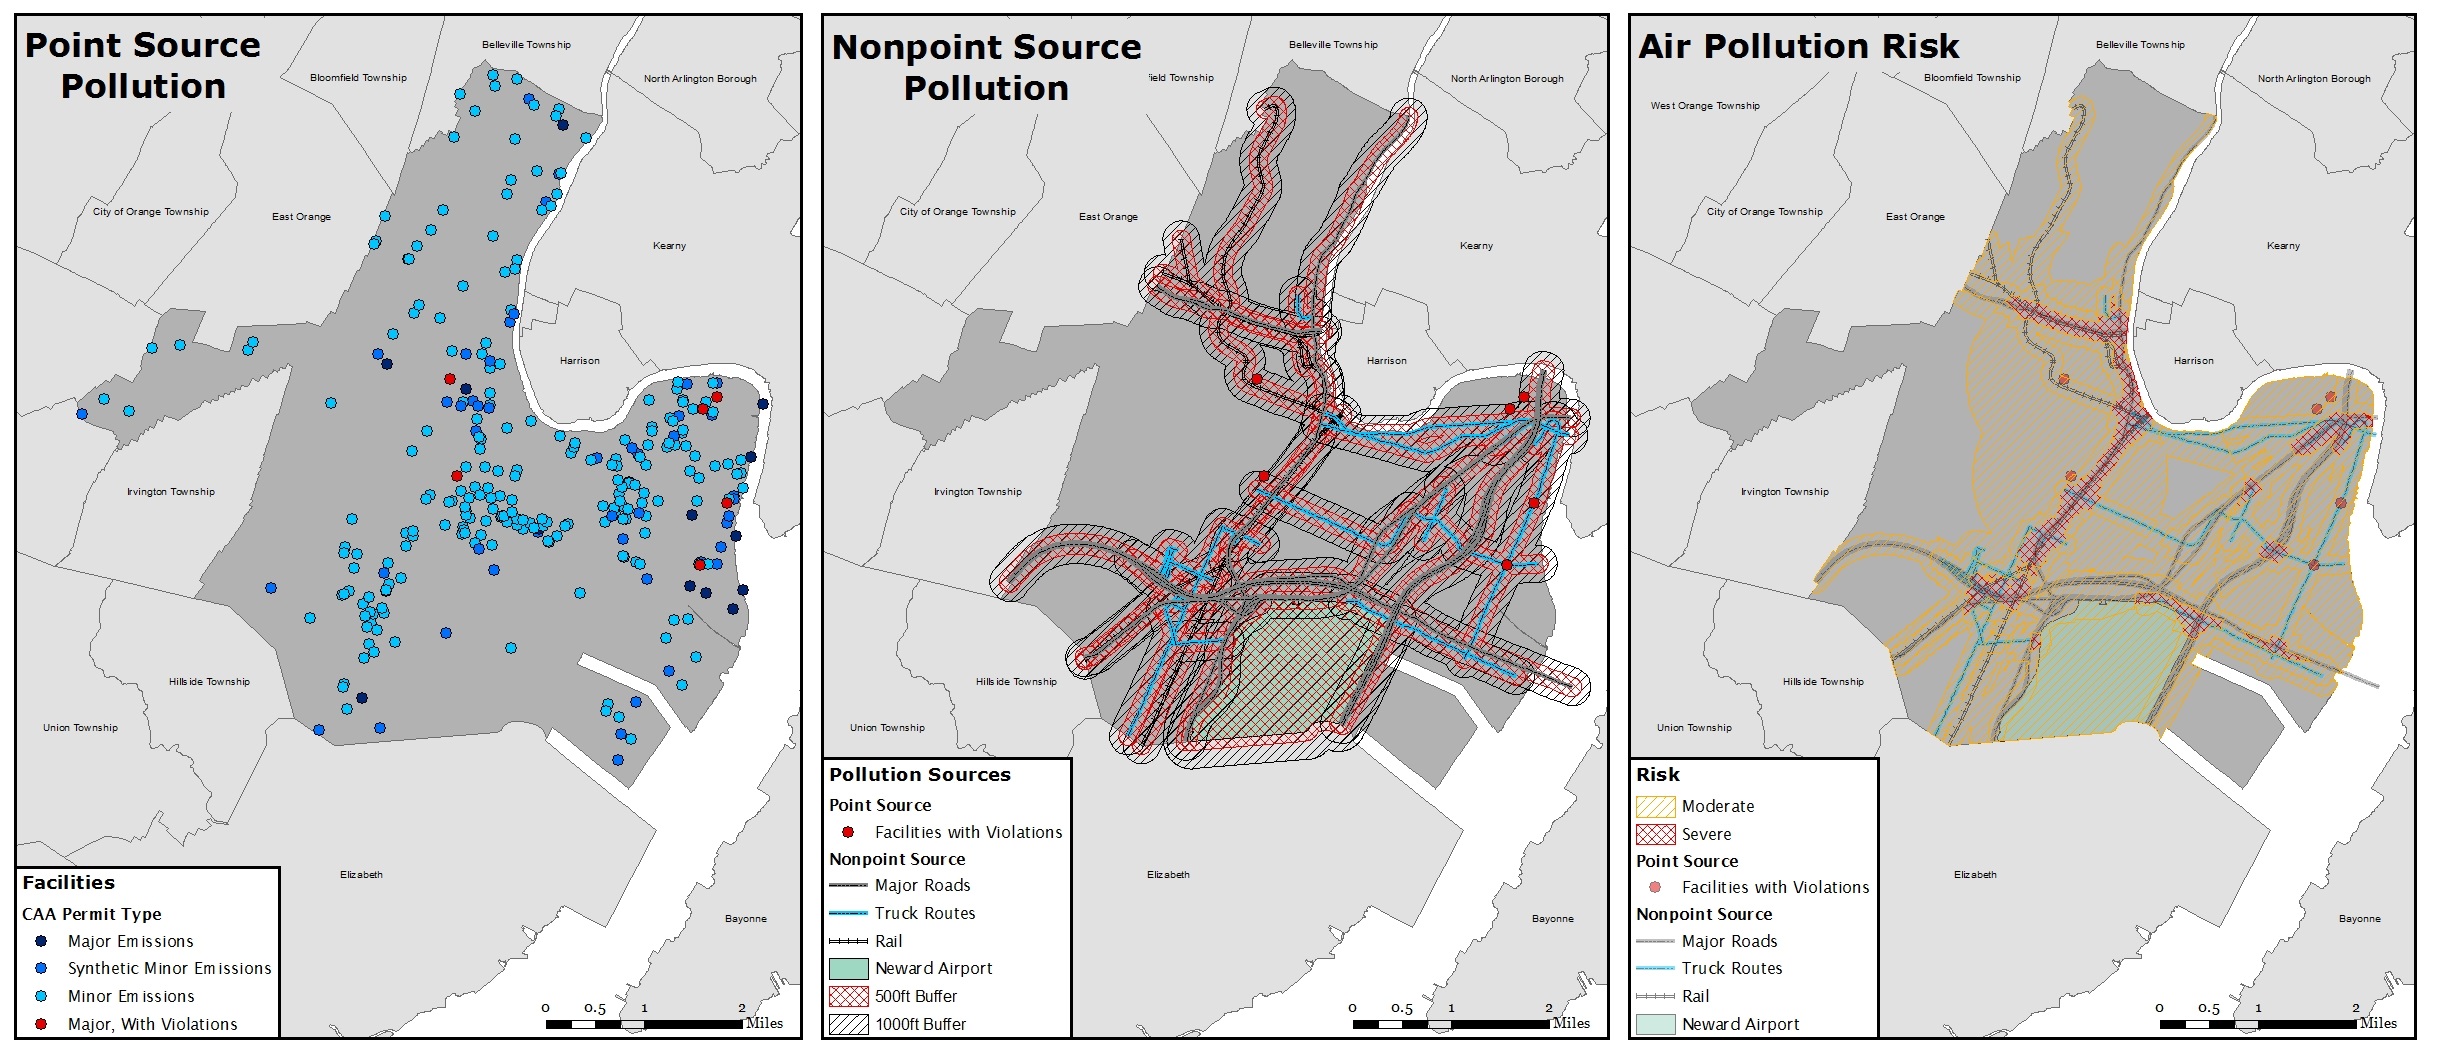 Point Source
Pollution
Belleville Township
Bloomfield Township
North Arlington Borough
City of Orange Township
East Orange
Kearny
Harrison
Irvington Township
Hillside Township
Union Township
Elizabeth
Bayonne
Facilities
CAA Permit Type
Major Emissions
Synthetic Minor Emissions
Minor Emissions
Major, With Violations
0 0.5 1 2
Miles
Nonpoint Source
Pollution
Belleville Township
field Township
North Arlington Borough
City of Orange Township
East Orange
Kearny
Harrison
Irvington Township
Hillside Township
Union Township
Elizabeth
Bayonne
Pollution Sources
Point Source
Facilities with Violations
Nonpoint Source
Major Roads
Truck Routes
Rail
Neward Airport
500ft Buffer
1000ft Buffer
0 0.5 1 2
Miles
Air Pollution Risk
Belleville Township
Bloomfield Township
North Arlington Borough
West Orange Township
City of Orange Township
East Orange
Kearny
Harrison
Irvington Township
Hillside Township
Union Township
Elizabeth
Bayonne
Risk
Moderate
Severe
Point Source
Facilities with Violations
Nonpoint Source
Major Roads
Truck Routes
Rail
Neward Airport
0 0.5 1 2
Miles